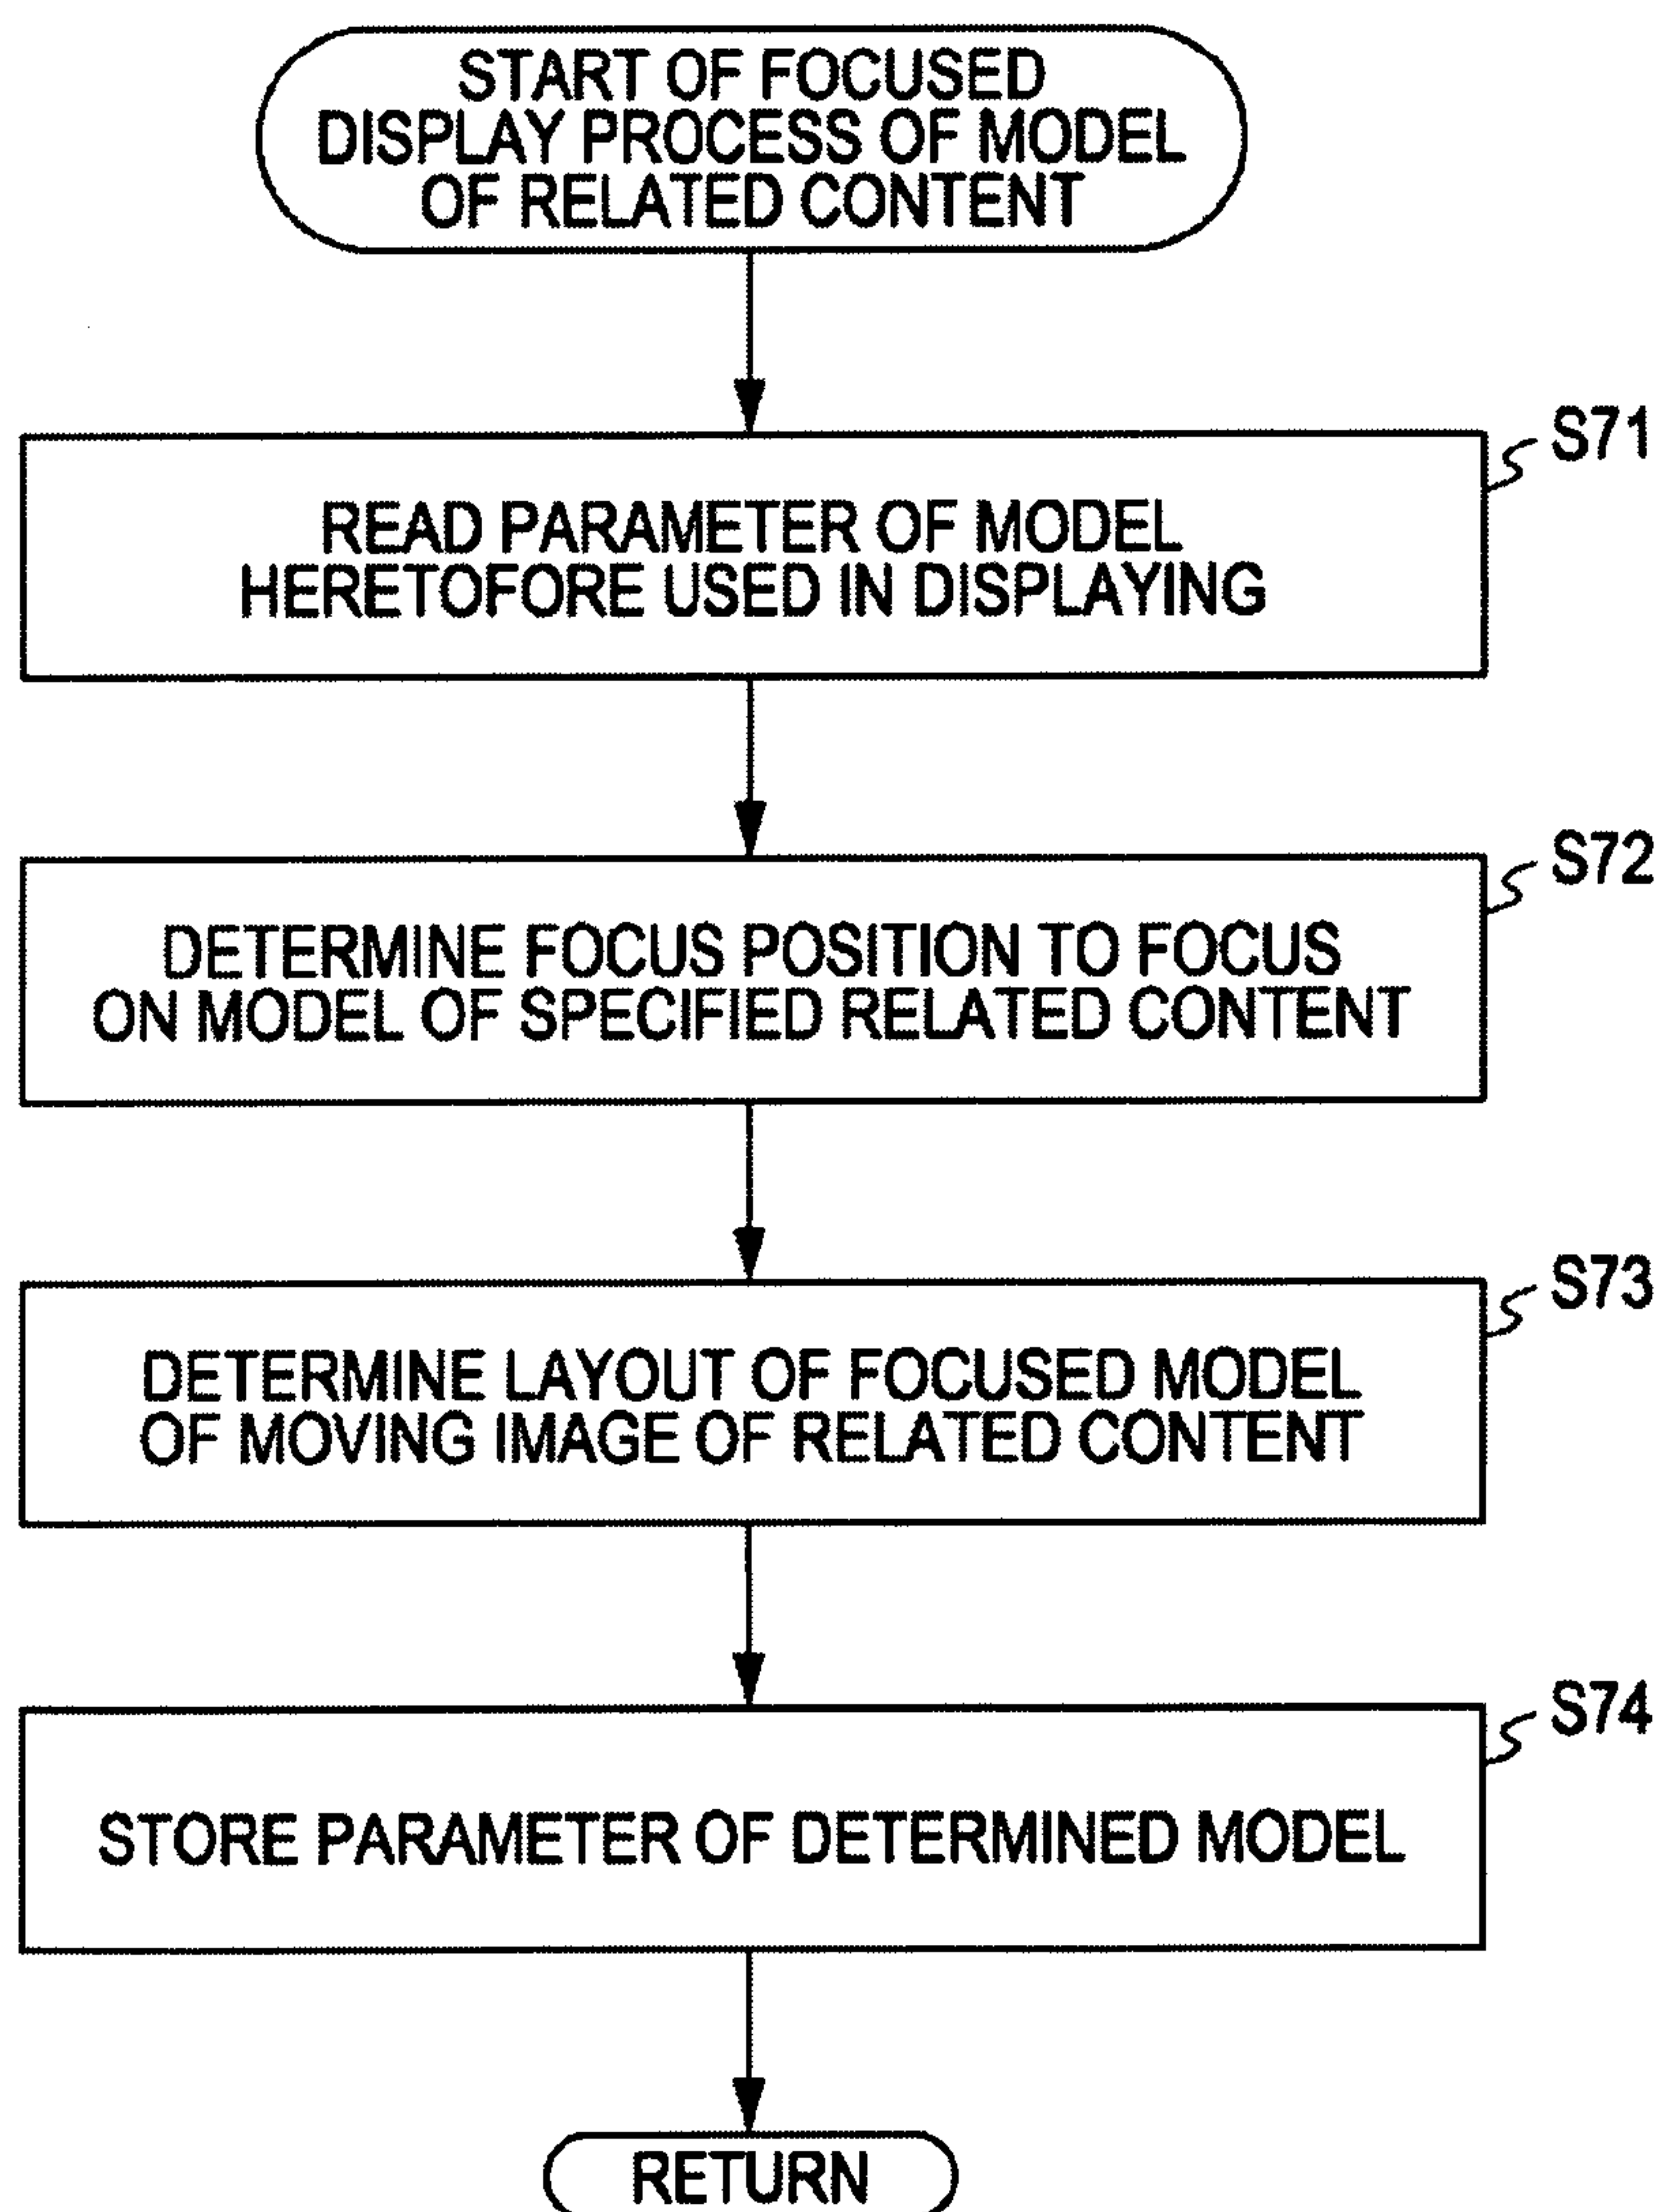 START OF FOCUSED
DISPLAY PROCESS OF MODEL
OF RELATED CONTENT
S71
READ PARAMETER OF MODEL
HERETOFORE USED IN DISPLAYING
S72
DETERMINE FOCUS POSITION TO FOCUS
ON MODEL OF SPECIFIED RELATED CONTENT
S73
DETERMINE LAYOUT OF FOCUSED MODEL
OF MOVING IMAGE OF RELATED CONTENT
S74
STORE PARAMETER OF DETERMINED MODEL
RETURN